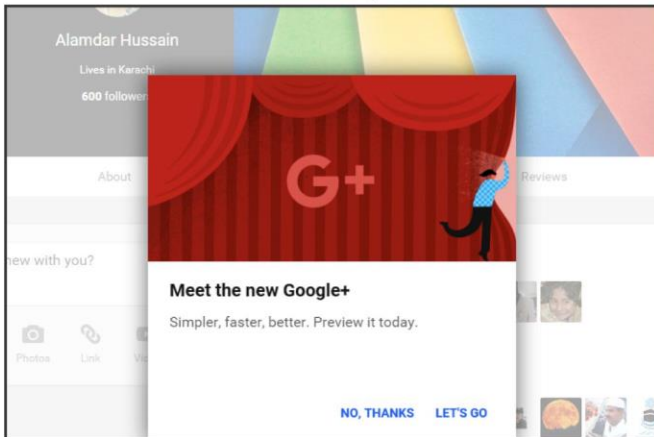 Alamdar Hussain
Lives in Karachi
600 followers
About
Reviews
G+
new with you?
Photos
Link
Meet the new Google+
Simpler, faster, better. Preview it today.
NO, THANKS LET'S GO